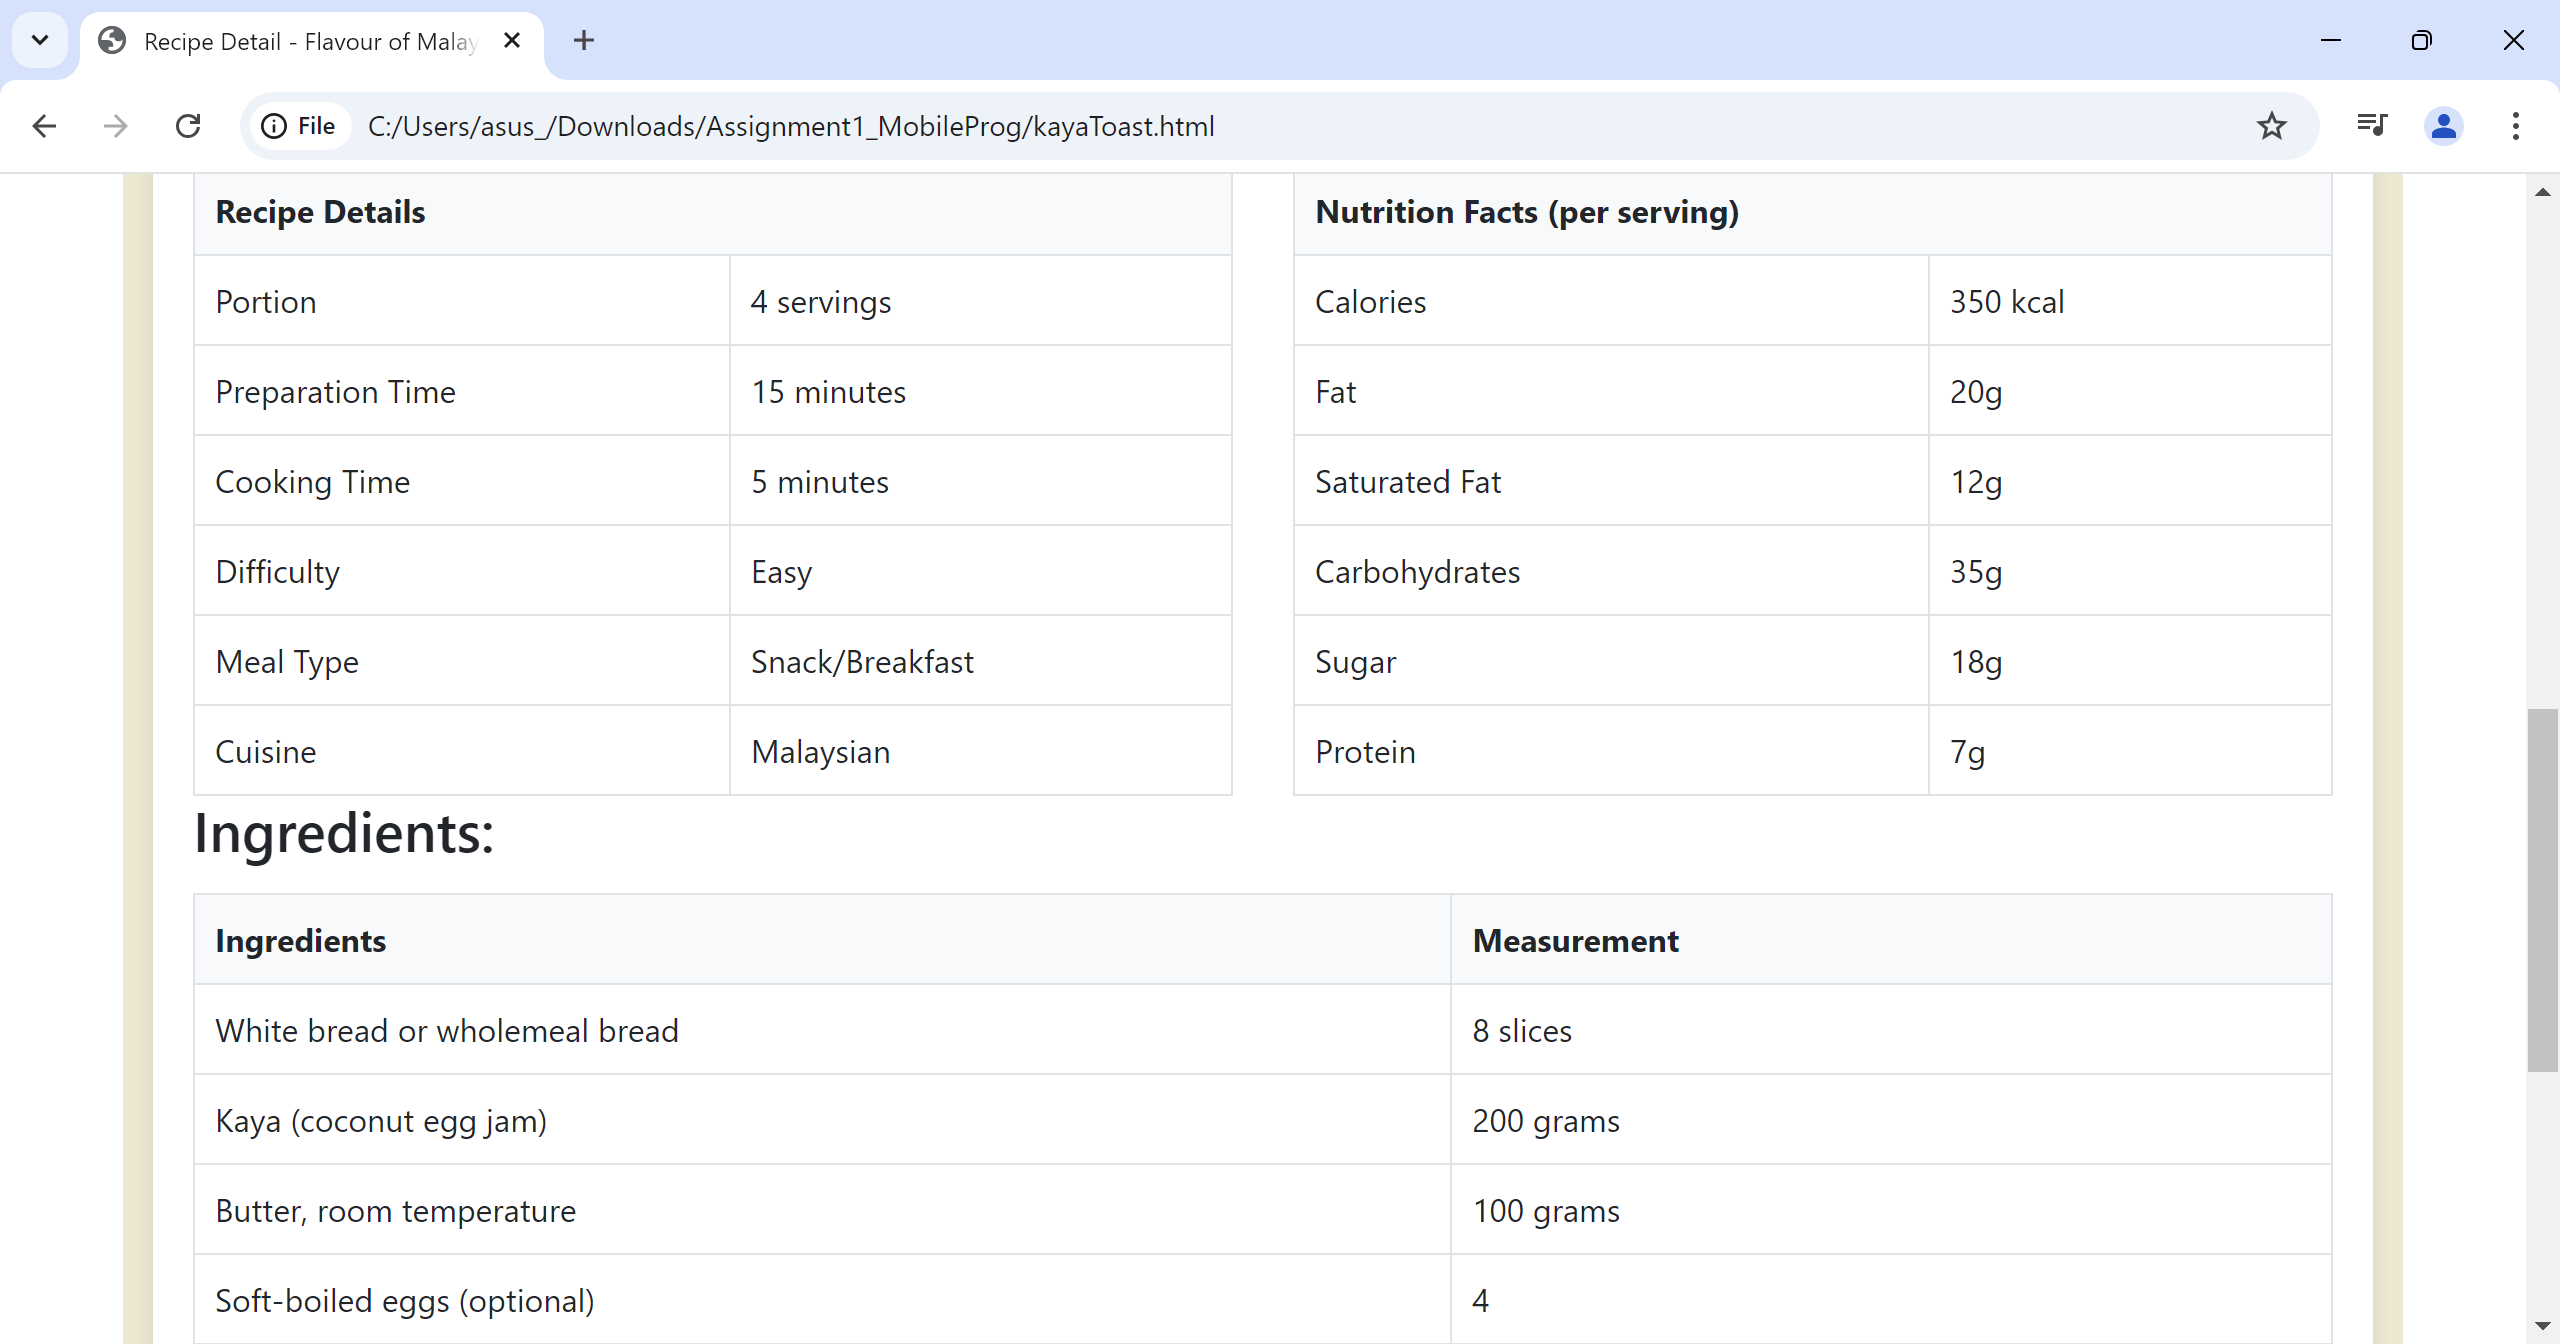 Recipe Detail - Flavour of Malay
File C:/Users/asus_/Downloads/Assignment1_MobileProg/kayaToast.html
Recipe Details
Portion 4 servings
Preparation Time 15 minutes
Cooking Time 5 minutes
Difficulty Easy
Meal Type Snack/Breakfast
Cuisine Malaysian
Nutrition Facts (per serving)
Calories 350 kcal
Fat 20g
Saturated Fat 12g
Carbohydrates 35g
Sugar 18g
Protein 7g
Ingredients:
Ingredients Measurement
White bread or wholemeal bread 8 slices
Kaya (coconut egg jam) 200 grams
Butter, room temperature 100 grams
Soft-boiled eggs (optional) 4